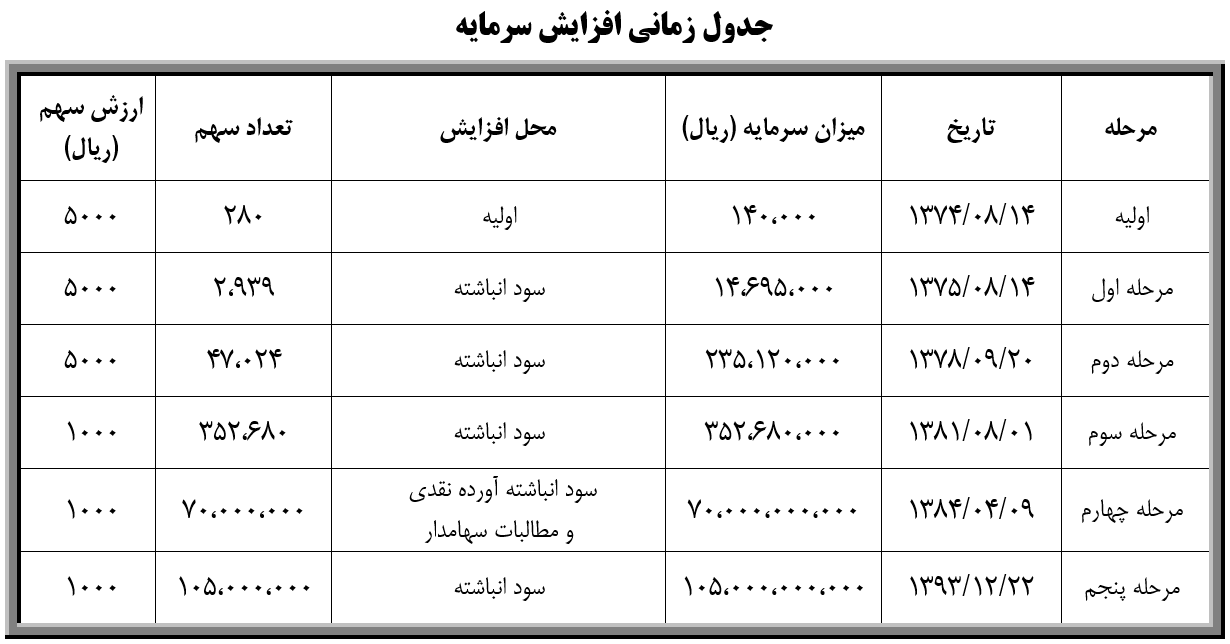 جدول زمانی افزایش سرمایه
مرحله تاریخ میزان سرمایه (ریال) محل افزایش تعداد سهم ارزش سهم
(ریال)
اولیه ۱۳۷۴/۰۸/۱۴ ۱۴۰،۰۰۰ اولیه ۲۸۰ ۵۰۰۰
مرحله اول ۱۳۷۵/۰۸/۱۴ ۱۴،۶۹۵،۰۰۰ سود انباشته ۲،۹۳۹ ۵۰۰۰
مرحله دوم ۱۳۷۸/۰۹/۲۰ ۲۳۵،۱۲۰،۰۰۰ سود انباشته ۴۷،۰۲۴ ۵۰۰۰
مرحله سوم ۱۳۸۱/۰۸/۰۱ ۳۵۲،۶۸۰،۰۰۰ سود انباشته ۳۵۲،۶۸۰ ۱۰۰۰
مرحله چهارم ۱۳۸۴/۰۴/۰۹ ۷۰،۰۰۰،۰۰۰،۰۰۰ سود انباشته آورده نقدی
و مطالبات سهامدار ۷۰،۰۰۰،۰۰۰ ۱۰۰۰
مرحله پنجم ۱۳۹۳/۱۲/۲۲ ۱۰۵،۰۰۰،۰۰۰،۰۰۰ سود انباشته ۱۰۵،۰۰۰،۰۰۰ ۱۰۰۰